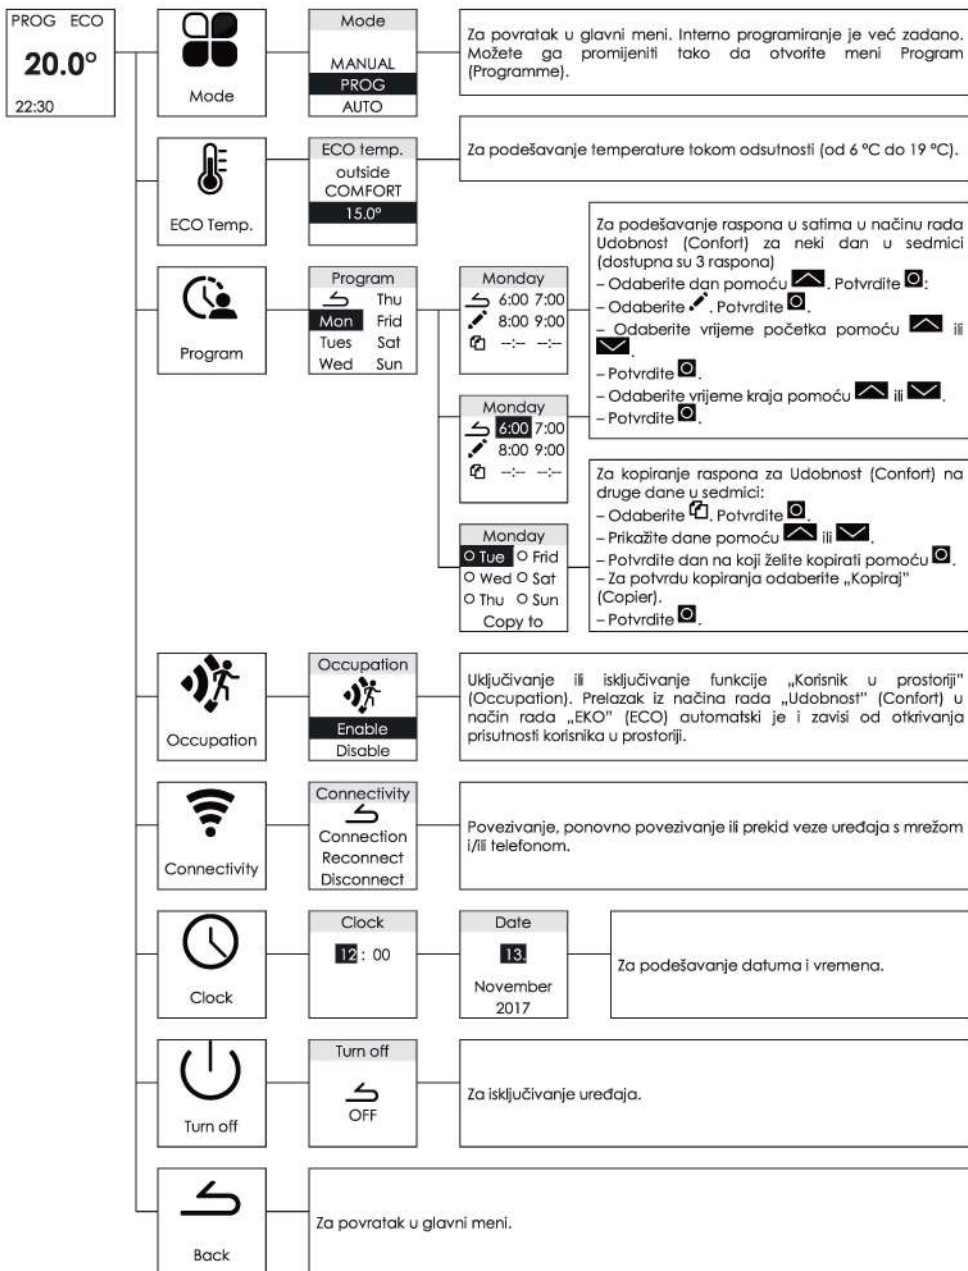 PROG ECO
20.0°
22:30
Mode
Mode
MANUAL
PROG
AUTO
Za povratak u glavni meni. Interno programiranje je već zadano.
Možete ga promijeniti tako da otvorite meni Program
(Programme).
ECO Temp.
ECO temp.
outside
COMFORT
15.0°
Za podešavanje temperature tokom odsutnosti (od 6 °C do 19 °C).
Program
Program
Thu
Mon Frid
Tues Sat
Wed Sun
Monday
6:00 7:00
8:00 9:00
--:-- --:--
Monday
6:00 7:00
8:00 9:00
--:-- --:--
Monday
Tue Frid
Wed Sat
Thu Sun
Copy to
Za podešavanje raspona u satima u načinu rada
Udobnost (Confort) za neki dan u sedmici
(dostupna su 3 raspona)
– Odaberite dan pomoću . Potvrdite :
– Odaberite . Potvrdite .
– Odaberite vrijeme početka pomoću ili
.
– Potvrdite .
– Odaberite vrijeme kraja pomoću ili .
– Potvrdite .
Za kopiranje raspona za Udobnost (Confort) na
druge dane u sedmici:
– Odaberite . Potvrdite .
– Prikažite dane pomoću ili .
– Potvrdite dan na koji želite kopirati pomoću .
– Za potvrdu kopiranja odaberite „Kopiraj”
(Copier).
– Potvrdite .
Occupation
Occupation
Enable
Disable
Uključivanje ili isključivanje funkcije „Korisnik u prostoriji”
(Occupation). Prelazak iz načina rada „Udobnost” (Confort) u
način rada „EKO” (ECO) automatski je i zavisi od otkrivanja
prisutnosti korisnika u prostoriji.
Connectivity
Connectivity
Connection
Reconnect
Disconnect
Povezivanje, ponovno povezivanje ili prekid veze uređaja s mrežom
i/ili telefonom.
Clock
Clock
12 : 00
Date
13.
November
2017
Za podešavanje datuma i vremena.
Turn off
Turn off
OFF
Za isključivanje uređaja.
Back
Za povratak u glavni meni.